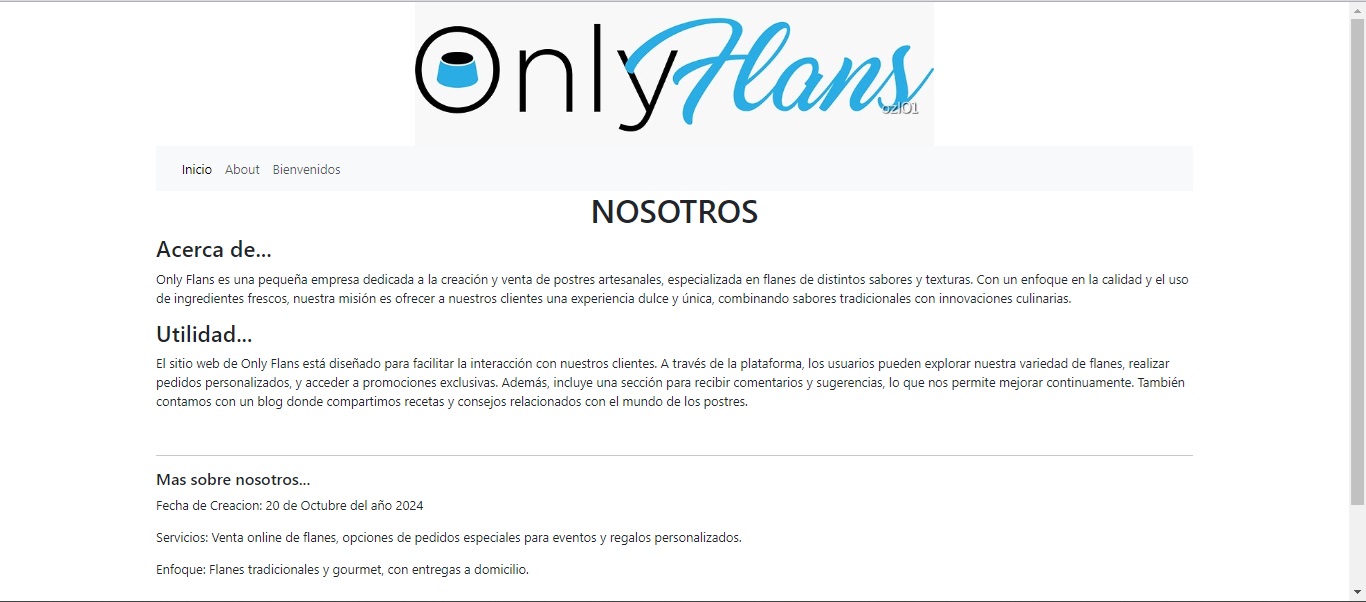 OnlyFlans
ozl01
Inicio About Bienvenidos
NOSOTROS
Acerca de...
Only Flans es una pequeña empresa dedicada a la creación y venta de postres artesanales, especializada en flanes de distintos sabores y texturas. Con un enfoque en la calidad y el uso
de ingredientes frescos, nuestra misión es ofrecer a nuestros clientes una experiencia dulce y única, combinando sabores tradicionales con innovaciones culinarias.
Utilidad...
El sitio web de Only Flans está diseñado para facilitar la interacción con nuestros clientes. A través de la plataforma, los usuarios pueden explorar nuestra variedad de flanes, realizar
pedidos personalizados, y acceder a promociones exclusivas. Además, incluye una sección para recibir comentarios y sugerencias, lo que nos permite mejorar continuamente. También
contamos con un blog donde compartimos recetas y consejos relacionados con el mundo de los postres.
Mas sobre nosotros...
Fecha de Creacion: 20 de Octubre del año 2024
Servicios: Venta online de flanes, opciones de pedidos especiales para eventos y regalos personalizados.
Enfoque: Flanes tradicionales y gourmet, con entregas a domicilio.